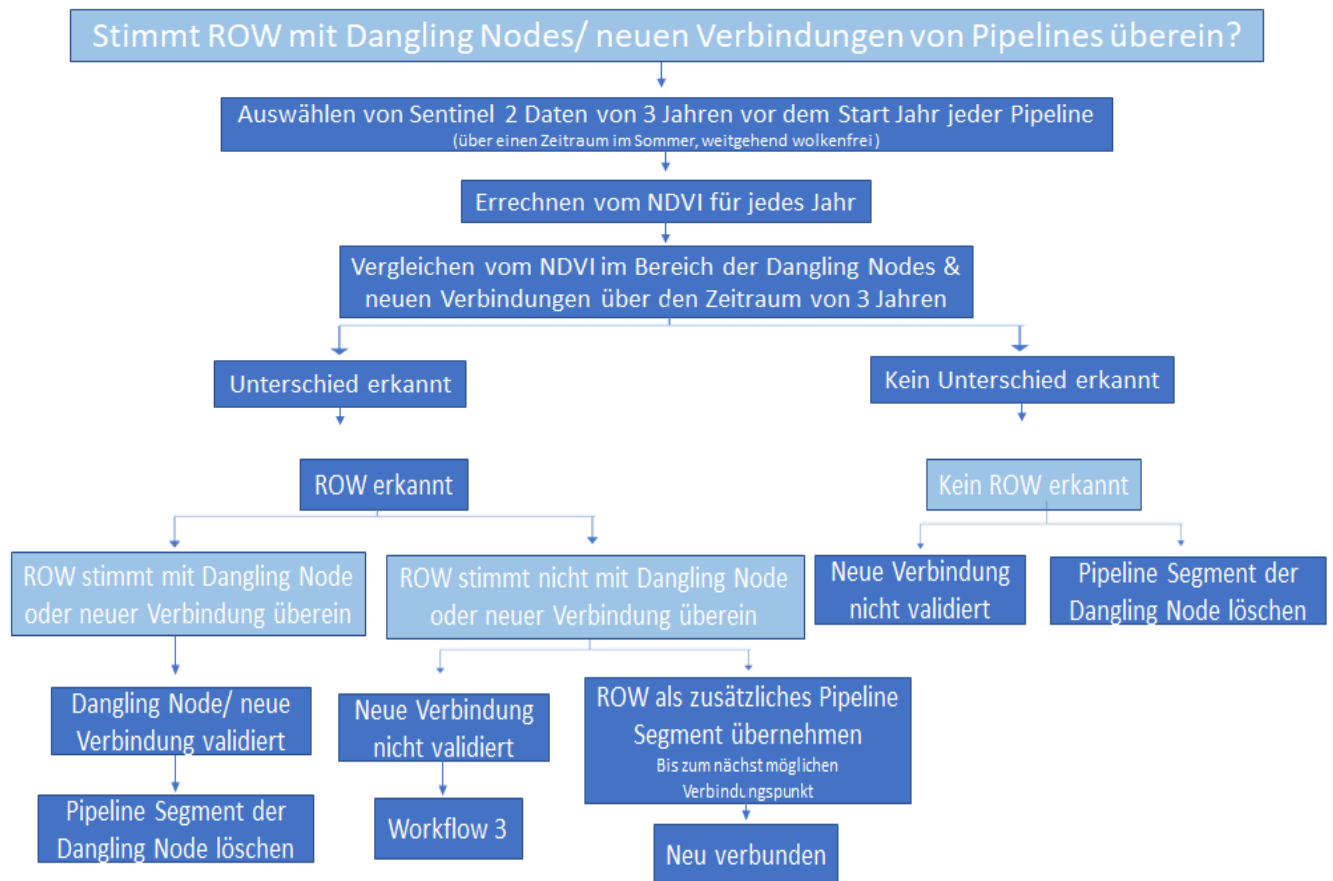 Stimmt ROW mit Dangling Nodes/ neuen Verbindungen von Pipelines überein?
Auswählen von Sentinel 2 Daten von 3 Jahren vor dem Start Jahr jeder Pipeline
(über einen Zeitraum im Sommer, weitgehend wolkenfrei)
Errechnen vom NDVI für jedes Jahr
Vergleichen vom NDVI im Bereich der Dangling Nodes &
neuen Verbindungen über den Zeitraum von 3 Jahren
Unterschied erkannt
Kein Unterschied erkannt
ROW erkannt
Kein ROW erkannt
ROW stimmt mit Dangling Node
oder neuer Verbindung überein
ROW stimmt nicht mit Dangling Node
oder neuer Verbindung überein
Neue Verbindung
nicht validiert
Pipeline Segment der
Dangling Node löschen
Dangling Node/ neue
Verbindung validiert
Neue Verbindung
nicht validiert
ROW als zusätzliches Pipeline
Segment übernehmen
Bis zum nächst möglichen
Verbindungspunkt
Pipeline Segment der
Dangling Node löschen
Workflow 3
Neu verbunden